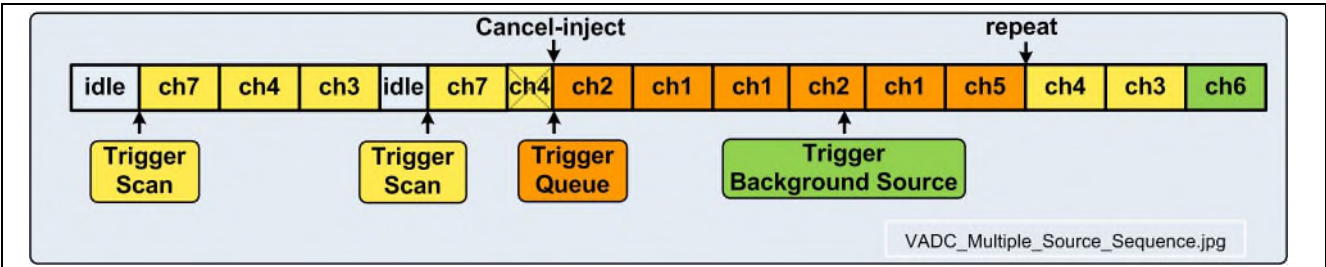 Cancel-inject repeat
idle ch7 ch4 ch3 idle ch7 ch4 ch2 ch1 ch1 ch2 ch1 ch5 ch4 ch3 ch6
Trigger
Scan
Trigger
Scan
Trigger
Queue
Trigger
Background Source
VADC_Multiple_Source_Sequence.jpg